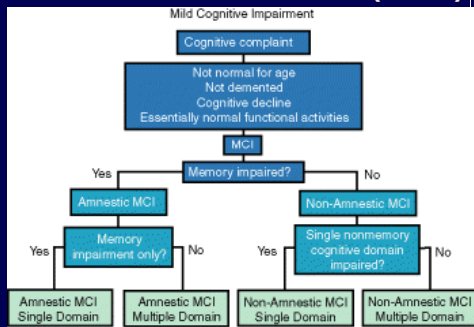 Mild Cognitive Impairment
Cognitive complaint
Not normal for age
Not demented
Cognitive decline
Essentially normal functional activities
MCI
Yes
Memory impaired?
No
Amnestic MCI
Non-Amnestic MCI
Yes
Memory
impairment only?
No
Yes
Single nonmemory
cognitive domain
impaired?
No
Amnestic MCI
Single Domain
Amnestic MCI
Multiple Domain
Non-Amnestic MCI
Single Domain
Non-Amnestic MCI
Multiple Domain